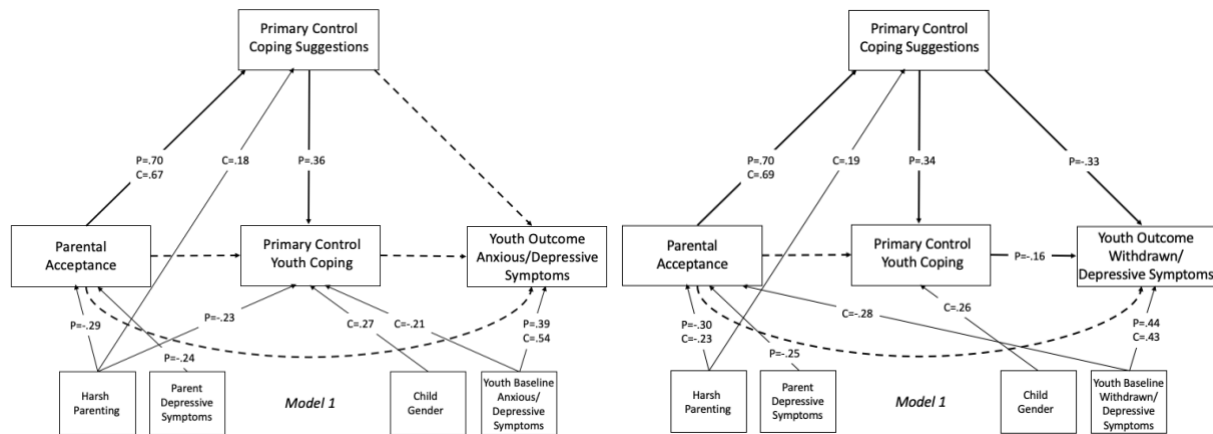 Primary Control
Coping Suggestions
P=.70
C=.67
C=.18
P=.36
Parental
Acceptance
Primary Control
Youth Coping
Youth Outcome
Anxious/Depressive
Symptoms
P=-.29
P=-.23
C=.27
C=-.21
P=.39
C=.54
P=-.24
Harsh
Parenting
Parent
Depressive
Symptoms
Model 1
Child
Gender
Youth Baseline
Anxious/
Depressive
Symptoms
Primary Control
Coping Suggestions
P=.70
C=.69
C=.19
P=.34
P=-.33
Parental
Acceptance
Primary Control
Youth Coping
P=-.16
Youth Outcome
Withdrawn/
Depressive Symptoms
P=-.30
C=-.23
C=-.28
C=.26
P=.44
C=.43
P=-.25
Harsh
Parenting
Parent
Depressive
Symptoms
Model 1
Child
Gender
Youth Baseline
Withdrawn/
Depressive
Symptoms